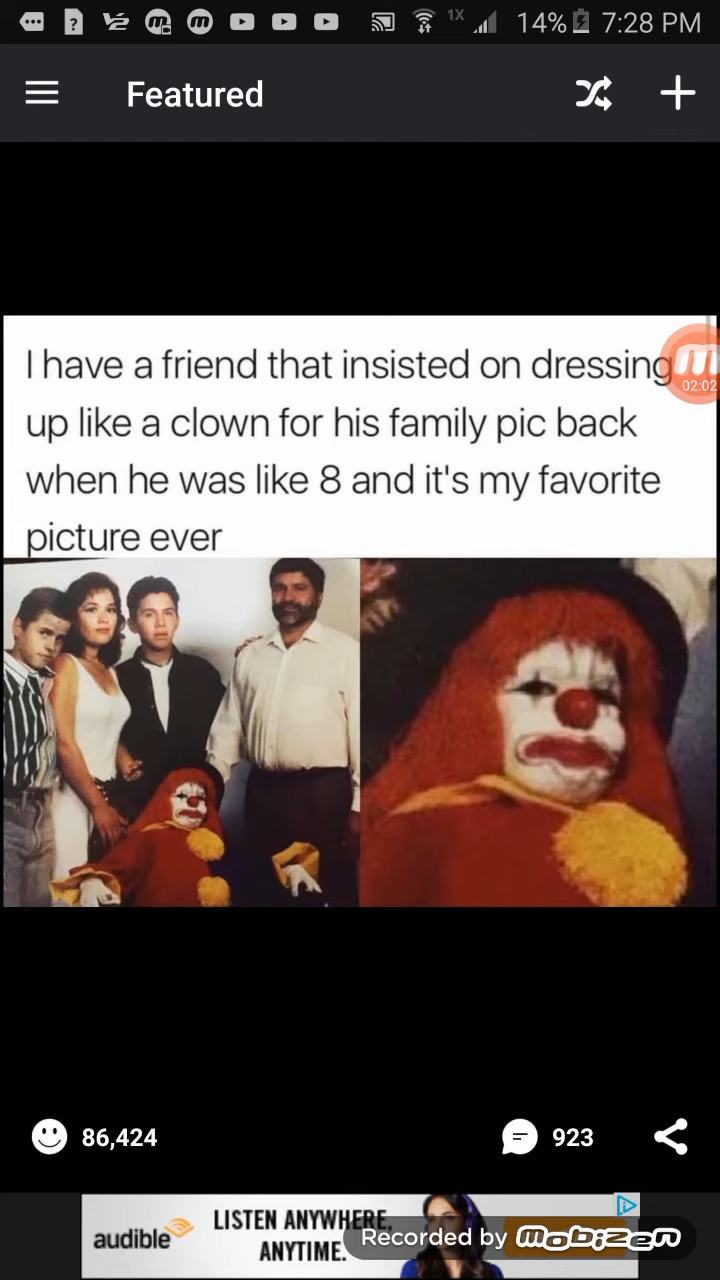 1X 14% 7:28 PM
Featured
I have a friend that insisted on dressing
up like a clown for his family pic back
when he was like 8 and it's my favorite
picture ever
02:02
86,424
923
audible
LISTEN ANYWHERE,
ANYTIME.
Recorded by mobizen